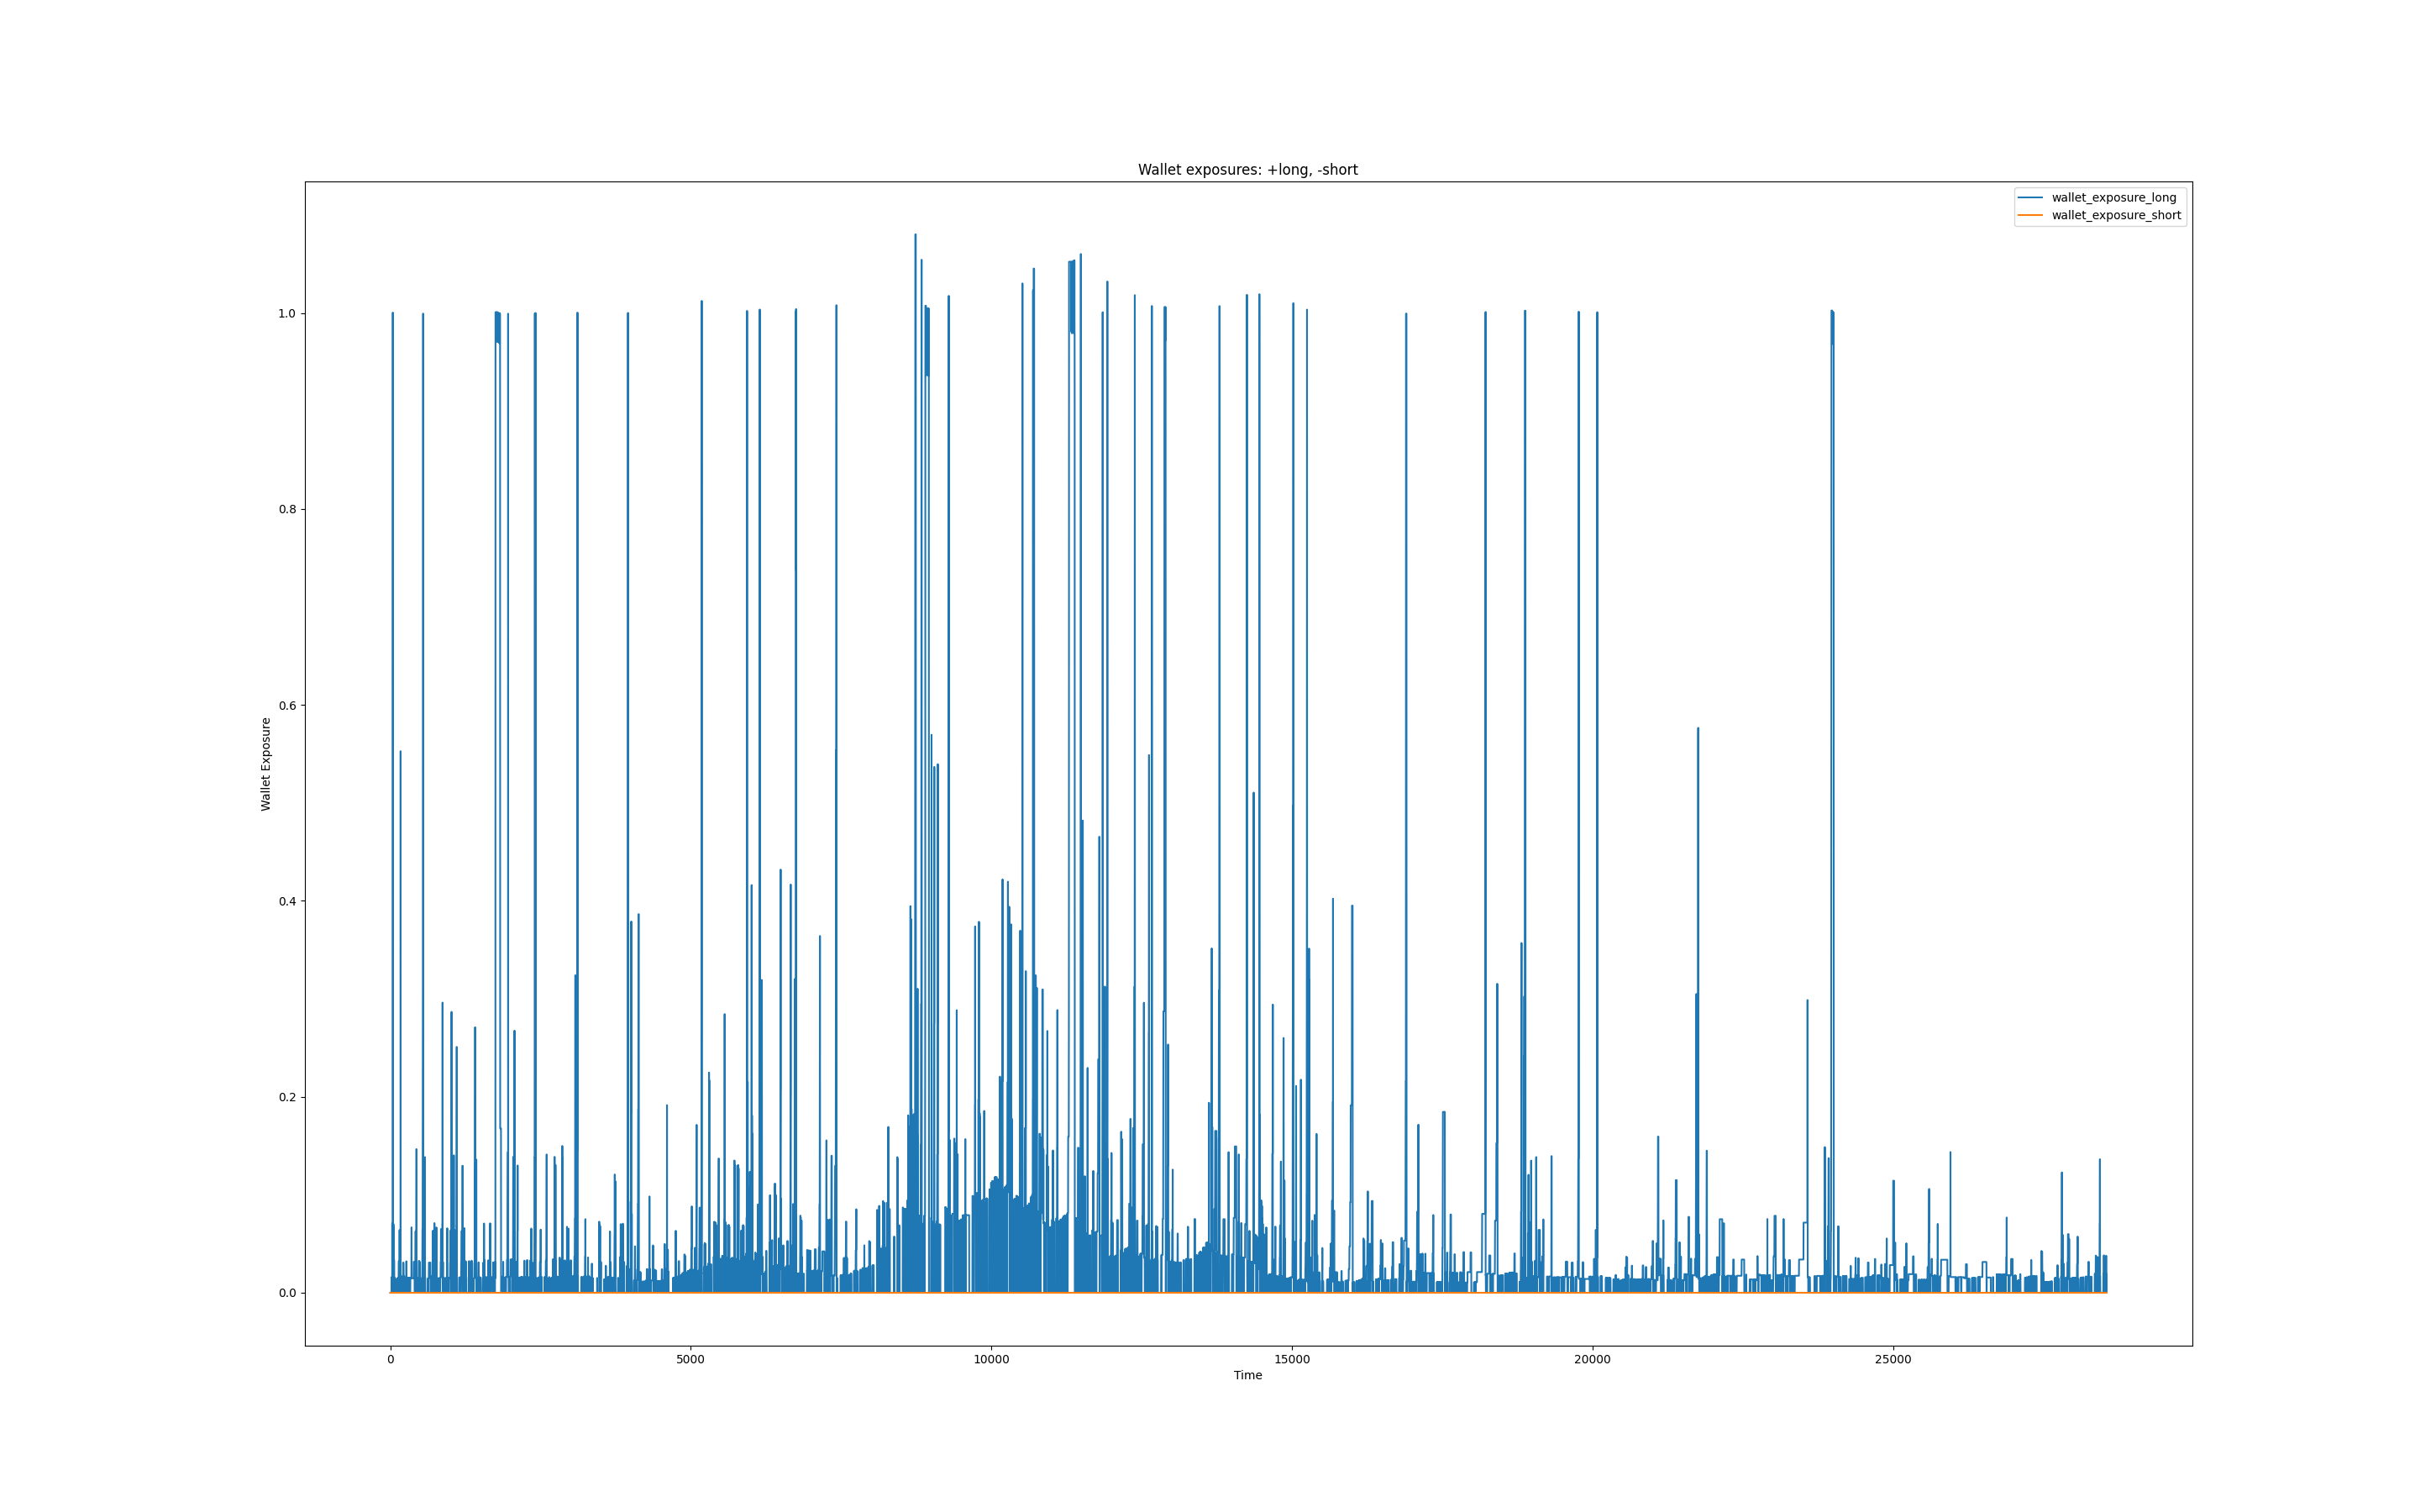 Wallet exposures: +long, -short
wallet_exposure_long
wallet_exposure_short
1.0
0.8
0.6
0.4
0.2
0.0
Wallet Exposure
0 5000 10000 15000 20000 25000
Time